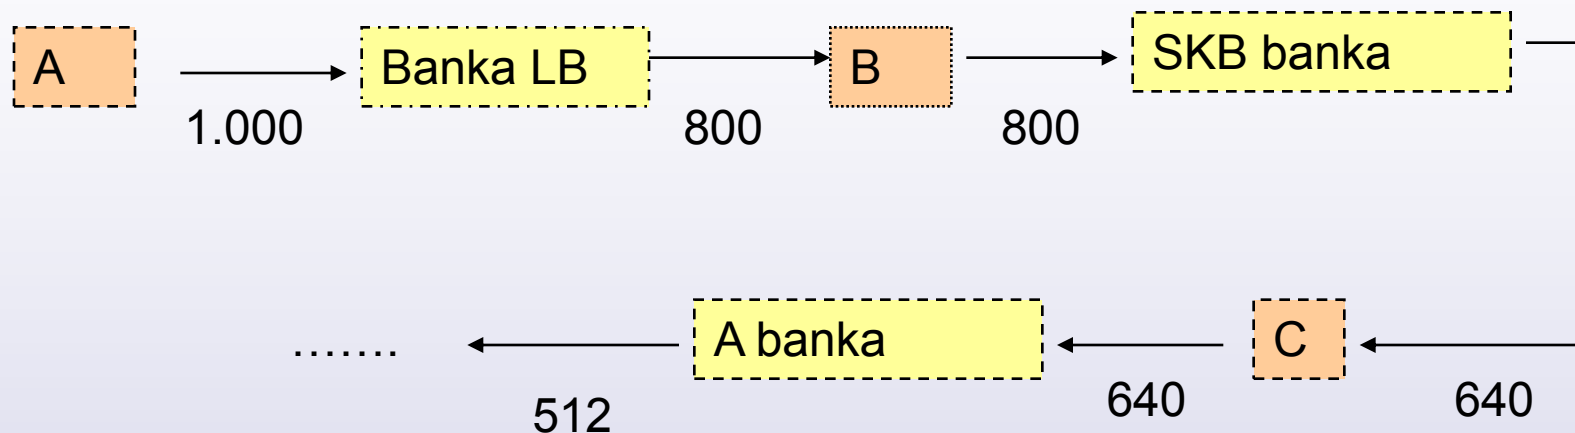 A
Banka LB
B
SKB banka
1.000
800
800
.......
A banka
C
512
640
640